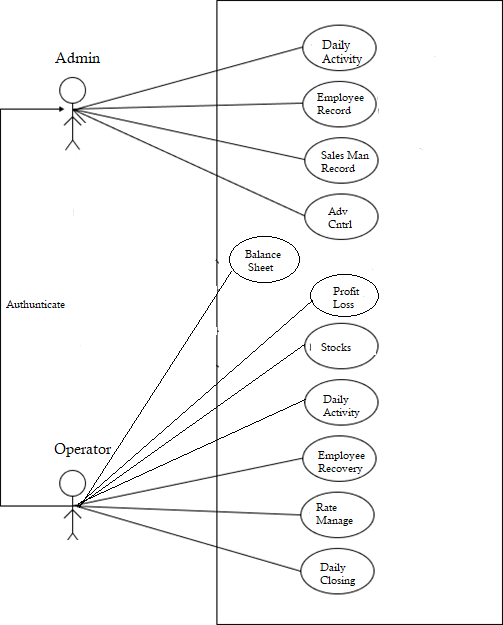 Admin
Daily
Activity
Employee
Record
Sales Man
Record
Adv
Cntrl
Balance
Sheet
Profit
Loss
Authunticate
Stocks
Daily
Activity
Operator
Employee
Recovery
Rate
Manage
Daily
Closing